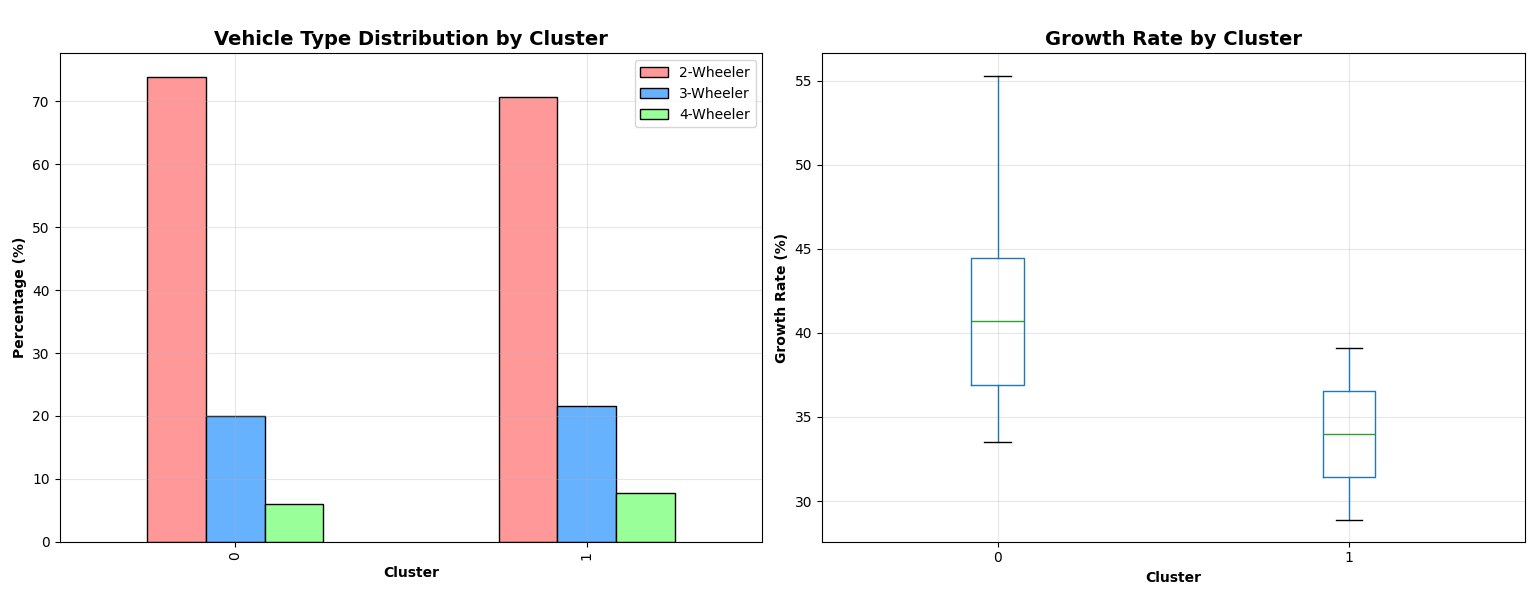 Vehicle Type Distribution by Cluster
2-Wheeler
3-Wheeler
4-Wheeler
70
60
50
40
30
20
10
0
Percentage (%)
0
1
Cluster
Growth Rate by Cluster
55
50
45
40
35
30
Growth Rate (%)
0
1
Cluster